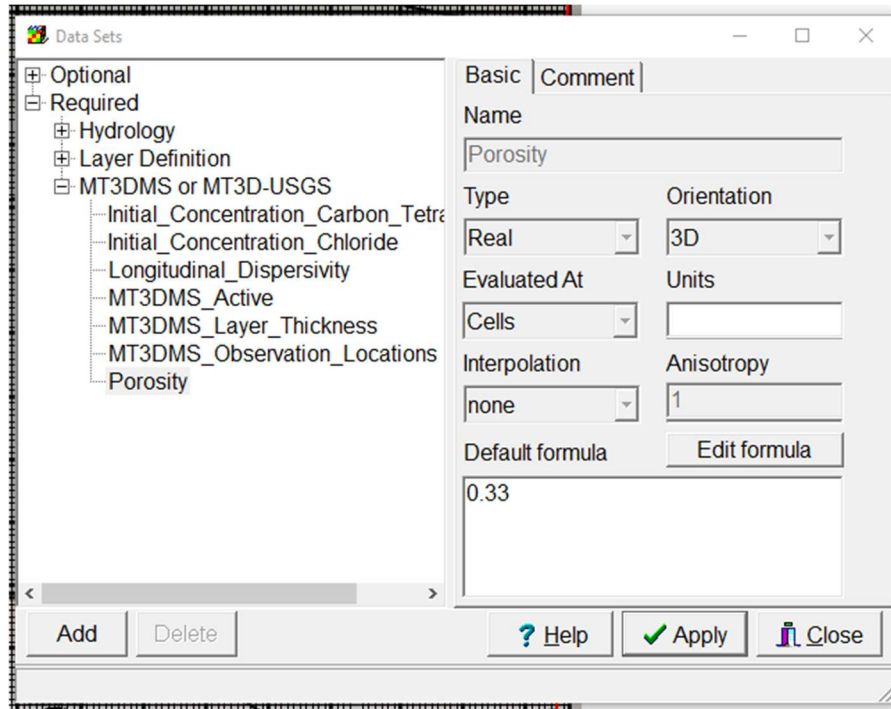 Data Sets
Optional
Required
Hydrology
Layer Definition
MT3DMS or MT3D-USGS
Initial_Concentration_Carbon_Tetra
Initial_Concentration_Chloride
Longitudinal_Dispersivity
MT3DMS_Active
MT3DMS_Layer_Thickness
MT3DMS_Observation_Locations
Porosity
Basic Comment
Name
Porosity
Type Orientation
Real 3D
Evaluated At Units
Cells
Interpolation Anisotropy
none 1
Default formula Edit formula
0.33
Add Delete ? Help Apply Close